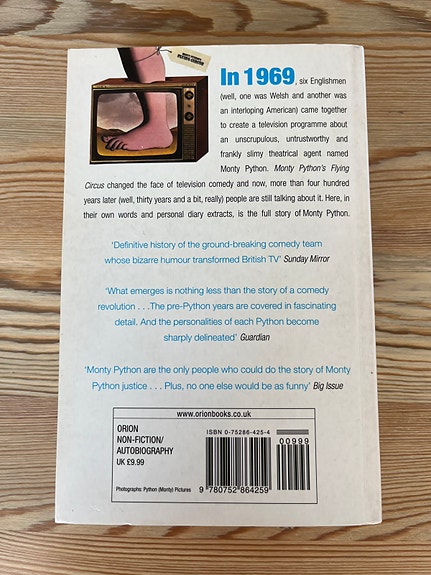 In 1969, six Englishmen
(well, one was Welsh and another was
an interloping American) came together
to create a television programme about
an unscrupulous, untrustworthy and
frankly slimy theatrical agent named
Monty Python. Monty Python's Flying
Circus changed the face of television comedy and now, more than four hundred
years later (well, thirty years and a bit, really) people are still talking about it. Here, in
their own words and personal diary extracts, is the full story of Monty Python.
'Definitive history of the ground-breaking comedy team
whose bizarre humour transformed British TV' Sunday Mirror
'What emerges is nothing less than the story of a comedy
revolution . . .The pre-Python years are covered in fascinating
detail. And the personalities of each Python become
sharply delineated' Guardian
'Monty Python are the only people who could do the story of Monty
Python justice . . . Plus, no one else would be as funny' Big Issue
www.orionbooks.co.uk
ORION
NON-FICTION/
AUTOBIOGRAPHY
UK £9.99
Photographs: Python (Monty) Pictures
ISBN 0-75286-425-4
00999
9 780752 864259